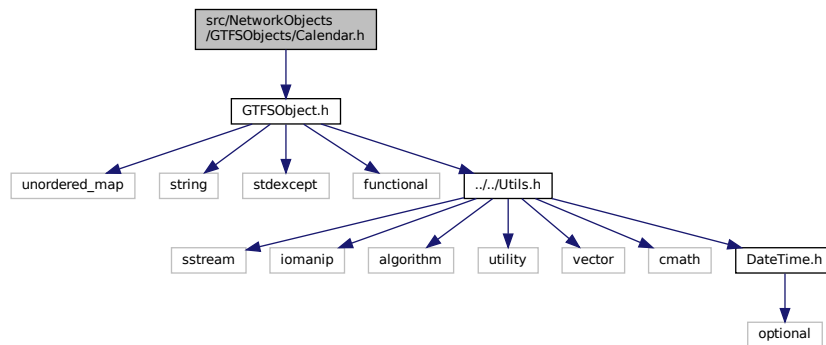 src/NetworkObjects
/GTFSObjects/Calendar.h
GTFSObject.h
unordered_map
string
stdexcept
functional
../../Utils.h
sstream
iomanip
algorithm
utility
vector
cmath
DateTime.h
optional